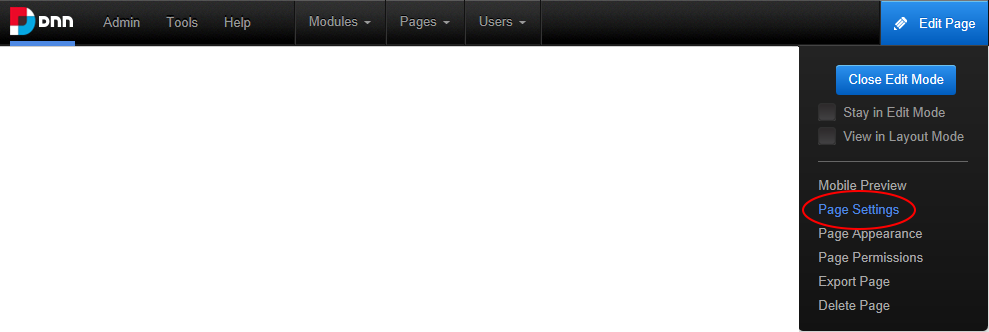 DNN Admin Tools Help Modules Pages Users Edit Page
Close Edit Mode
Stay in Edit Mode
View in Layout Mode
Mobile Preview
Page Settings
Page Appearance
Page Permissions
Export Page
Delete Page